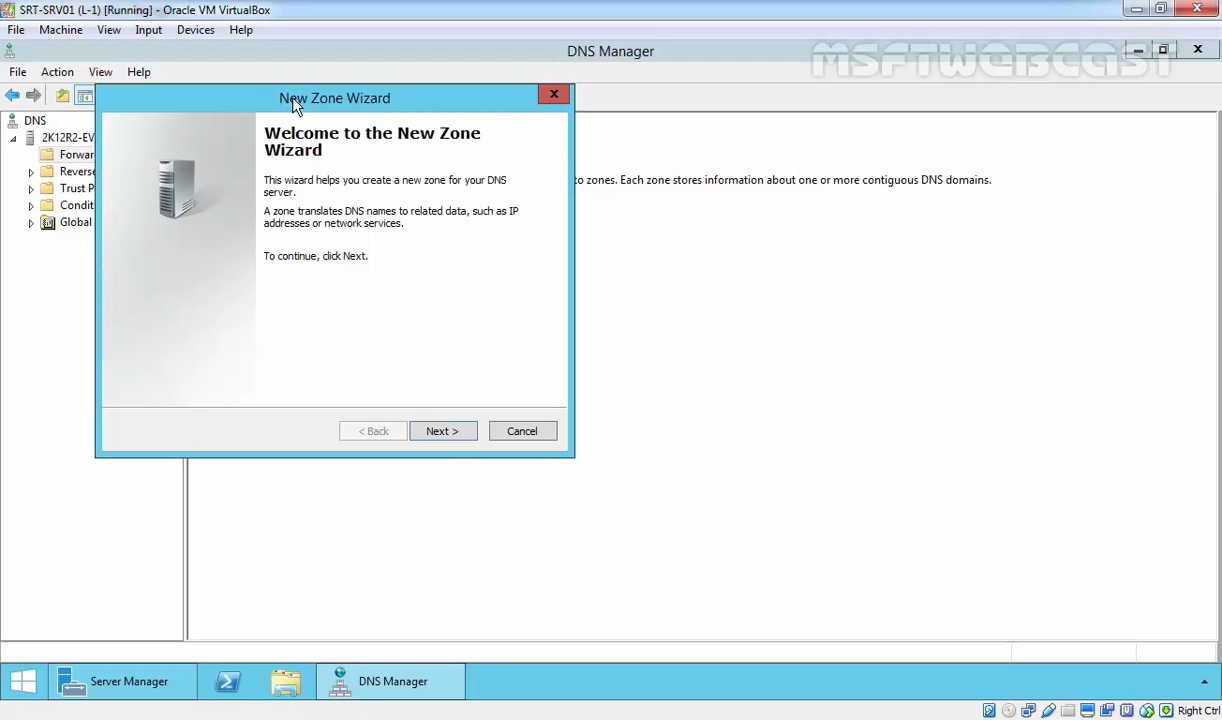 SRT-SRV01 (L-1) [Running] - Oracle VM VirtualBox
File Machine View Input Devices Help
DNS Manager
MSFTWEBCAST
File Action View Help
New Zone Wizard
DNS
2K12R2-EV
Forwar
Reverse
Trust P
Condit
Global
Welcome to the New Zone
Wizard
This wizard helps you create a new zone for your DNS
server.
A zone translates DNS names to related data, such as IP
addresses or network services.
To continue, click Next.
to zones. Each zone stores information about one or more contiguous DNS domains.
< Back Next > Cancel
Server Manager
DNS Manager
Right Ctrl